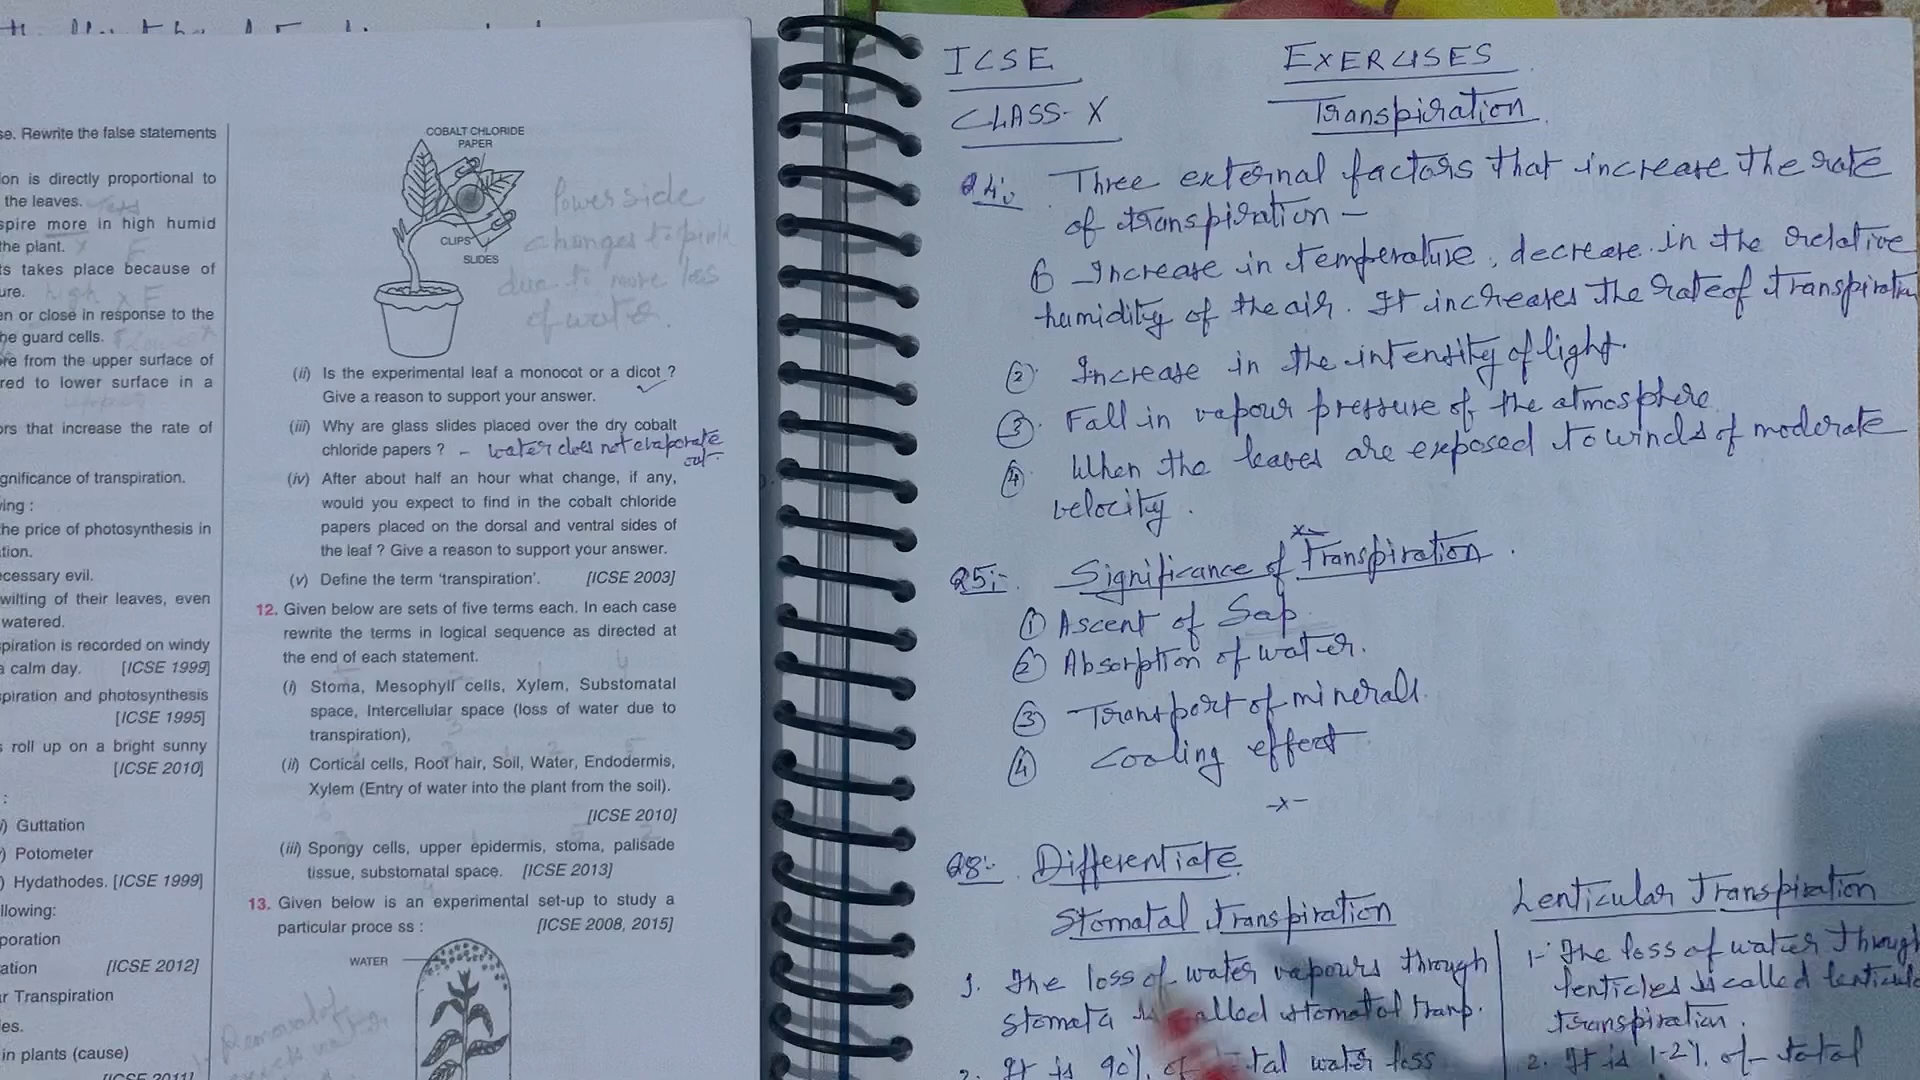 se. Rewrite the false statements
ion is directly proportional to
the leaves.
spire more in high humid
the plant. x F
ts takes place because of
ure. high x F
en or close in response to the
he guard cells.
re from the upper surface of
red to lower surface in a
ors that increase the rate of
gnificance of transpiration.
ving :
the price of photosynthesis in
tion.
ecessary evil.
wilting of their leaves, even
watered.
spiration is recorded on windy
a calm day. [ICSE 1999]
spiration and photosynthesis
[ICSE 1995]
s roll up on a bright sunny
[ICSE 2010]
:
i) Guttation
) Potometer
) Hydathodes. [ICSE 1999]
llowing:
poration
ation [ICSE 2012]
r Transpiration
es.
in plants (cause)
[ICSE 2011]
COBALT CHLORIDE
PAPER
CLIPS
SLIDES
side
changes to pink
due to more loss
of water.
(ii) Is the experimental leaf a monocot or a dicot ?
Give a reason to support your answer.
(iii) Why are glass slides placed over the dry cobalt
chloride papers ? - water does not evaporate
out.
(iv) After about half an hour what change, if any,
would you expect to find in the cobalt chloride
papers placed on the dorsal and ventral sides of
the leaf ? Give a reason to support your answer.
(v) Define the term 'transpiration'. [ICSE 2003]
12. Given below are sets of five terms each. In each case
rewrite the terms in logical sequence as directed at
the end of each statement.
(i) Stoma, Mesophyll cells, Xylem, Substomatal
space, Intercellular space (loss of water due to
transpiration),
(ii) Cortical cells, Root hair, Soil, Water, Endodermis,
Xylem (Entry of water into the plant from the soil).
[ICSE 2010]
(iii) Spongy cells, upper epidermis, stoma, palisade
tissue, substomatal space. [ICSE 2013]
13. Given below is an experimental set-up to study a
particular proce ss : [ICSE 2008, 2015]
WATER
ICSE
CLASS-X
EXERCISES
Transpiration
Q4:. Three external factors that increase the rate
of transpiration -
① Increase in temperature, decrease in the relative
humidity of the air. It increases the rate of transpiration
② Increase in the intensity of light.
③ Fall in vapour pressure of the atmosphere.
④ When the leaves are exposed to winds of moderate
velocity.
-x-
Q5:- Significance of Transpiration.
① Ascent of Sap
② Absorption of water.
③ Transport of minerals.
④ Cooling effect
-x-
Q8:- Differentiate
Stomatal transpiration
1. The loss of water vapours through
stomata called stomatal transp.
2. It is 90% of total water loss
Lenticular Transpiration
1- The loss of water through
lenticles is called lenticula
transpiration.
2. It is 1-2% of total